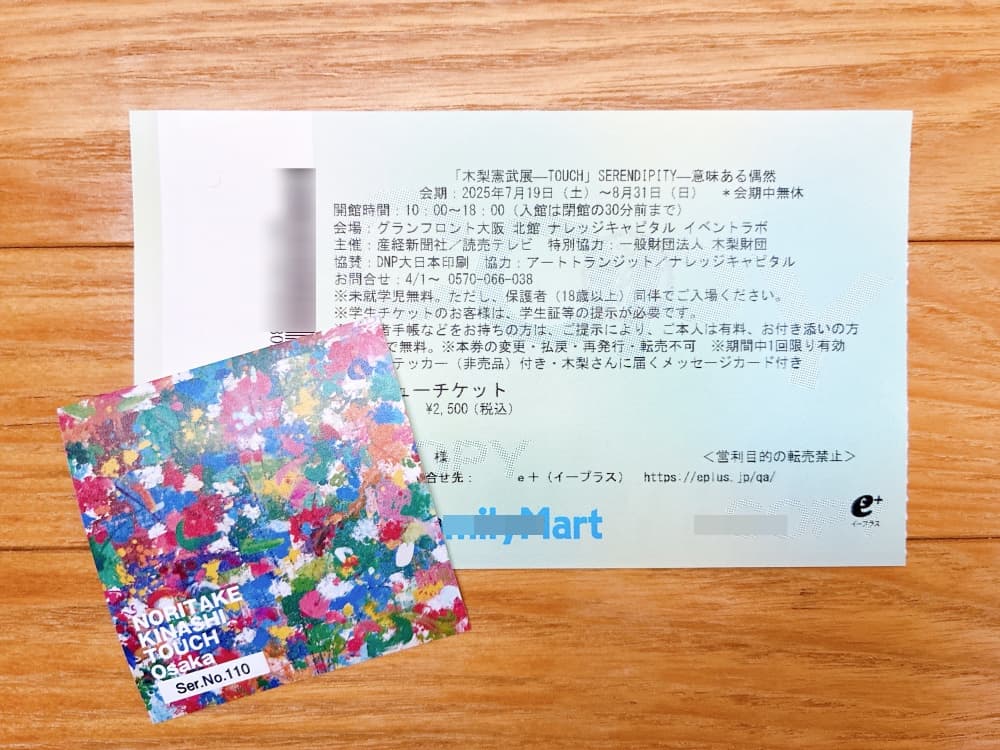 「木梨憲武展―TOUCH」SERENDIPITY―意味ある偶然
会期：2025年7月19日（土）～8月31日（日） ＊会期中無休
開館時間：10：00～18：00（入館は閉館の30分前まで）
会場：グランフロント大阪 北館 ナレッジキャピタル イベントラボ
主催：産経新聞社／読売テレビ 特別協力：一般財団法人 木梨財団
協賛：DNP大日本印刷 協力：アートトランジット／ナレッジキャピタル
お問合せ：4/1～ 0570-066-038
※未就学児無料。ただし、保護者（18歳以上）同伴でご入場ください。
※学生チケットのお客様は、学生証等の提示が必要です。
者手帳などをお持ちの方は、ご提示により、ご本人は有料、お付き添いの方
で無料。※本券の変更・払戻・再発行・転売不可 ※期間中1回限り有効
テッカー（非売品）付き・木梨さんに届くメッセージカード付き
ューチケット
¥2,500（税込）
COPY
様 ＜営利目的の転売禁止＞
合せ先： e＋（イープラス） https://eplus.jp/qa/
milyMart
e+
イープラス
NORITAKE
KINASHI
TOUCH
Osaka
Ser.No.110